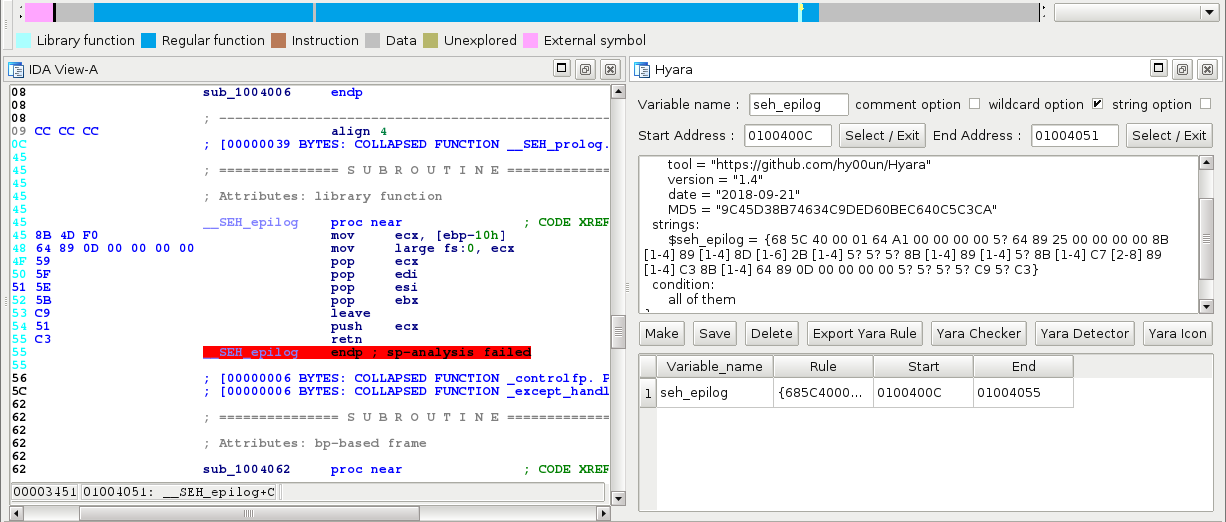 Library function Regular function Instruction Data Unexplored External symbol
IDA View-A
08 sub_1004006 endp
08
08 ; ----------------------------------------
09 CC CC CC align 4
0C ; [00000039 BYTES: COLLAPSED FUNCTION __SEH_prolog.
45
45 ; =============== S U B R O U T I N E =============
45
45 ; Attributes: library function
45
45 __SEH_epilog proc near ; CODE XREF
45 8B 4D F0 mov ecx, [ebp-10h]
48 64 89 0D 00 00 00 00 mov large fs:0, ecx
4F 59 pop ecx
50 5F pop edi
51 5E pop esi
52 5B pop ebx
53 C9 leave
54 51 push ecx
55 C3 retn
55 __SEH_epilog endp ; sp-analysis failed
55
56 ; [00000006 BYTES: COLLAPSED FUNCTION _controlfp. P
5C ; [00000006 BYTES: COLLAPSED FUNCTION _except_handl
62
62 ; =============== S U B R O U T I N E =============
62
62 ; Attributes: bp-based frame
62
62 sub_1004062 proc near ; CODE XREF
00003451 01004051: __SEH_epilog+C
Hyara
Variable name : seh_epilog comment option wildcard option string option
Start Address : 0100400C Select / Exit End Address : 01004051 Select / Exit
tool = "https://github.com/hy00un/Hyara"
version = "1.4"
date = "2018-09-21"
MD5 = "9C45D38B74634C9DED60BEC640C5C3CA"
strings:
$seh_epilog = {68 5C 40 00 01 64 A1 00 00 00 00 5? 64 89 25 00 00 00 00 8B
[1-4] 89 [1-4] 8D [1-6] 2B [1-4] 5? 5? 5? 8B [1-4] 89 [1-4] 5? 8B [1-4] C7 [2-8] 89
[1-4] C3 8B [1-4] 64 89 0D 00 00 00 00 5? 5? 5? 5? C9 5? C3}
condition:
all of them
Make Save Delete Export Yara Rule Yara Checker Yara Detector Yara Icon
Variable_name Rule Start End
1 seh_epilog {685C4000... 0100400C 01004055